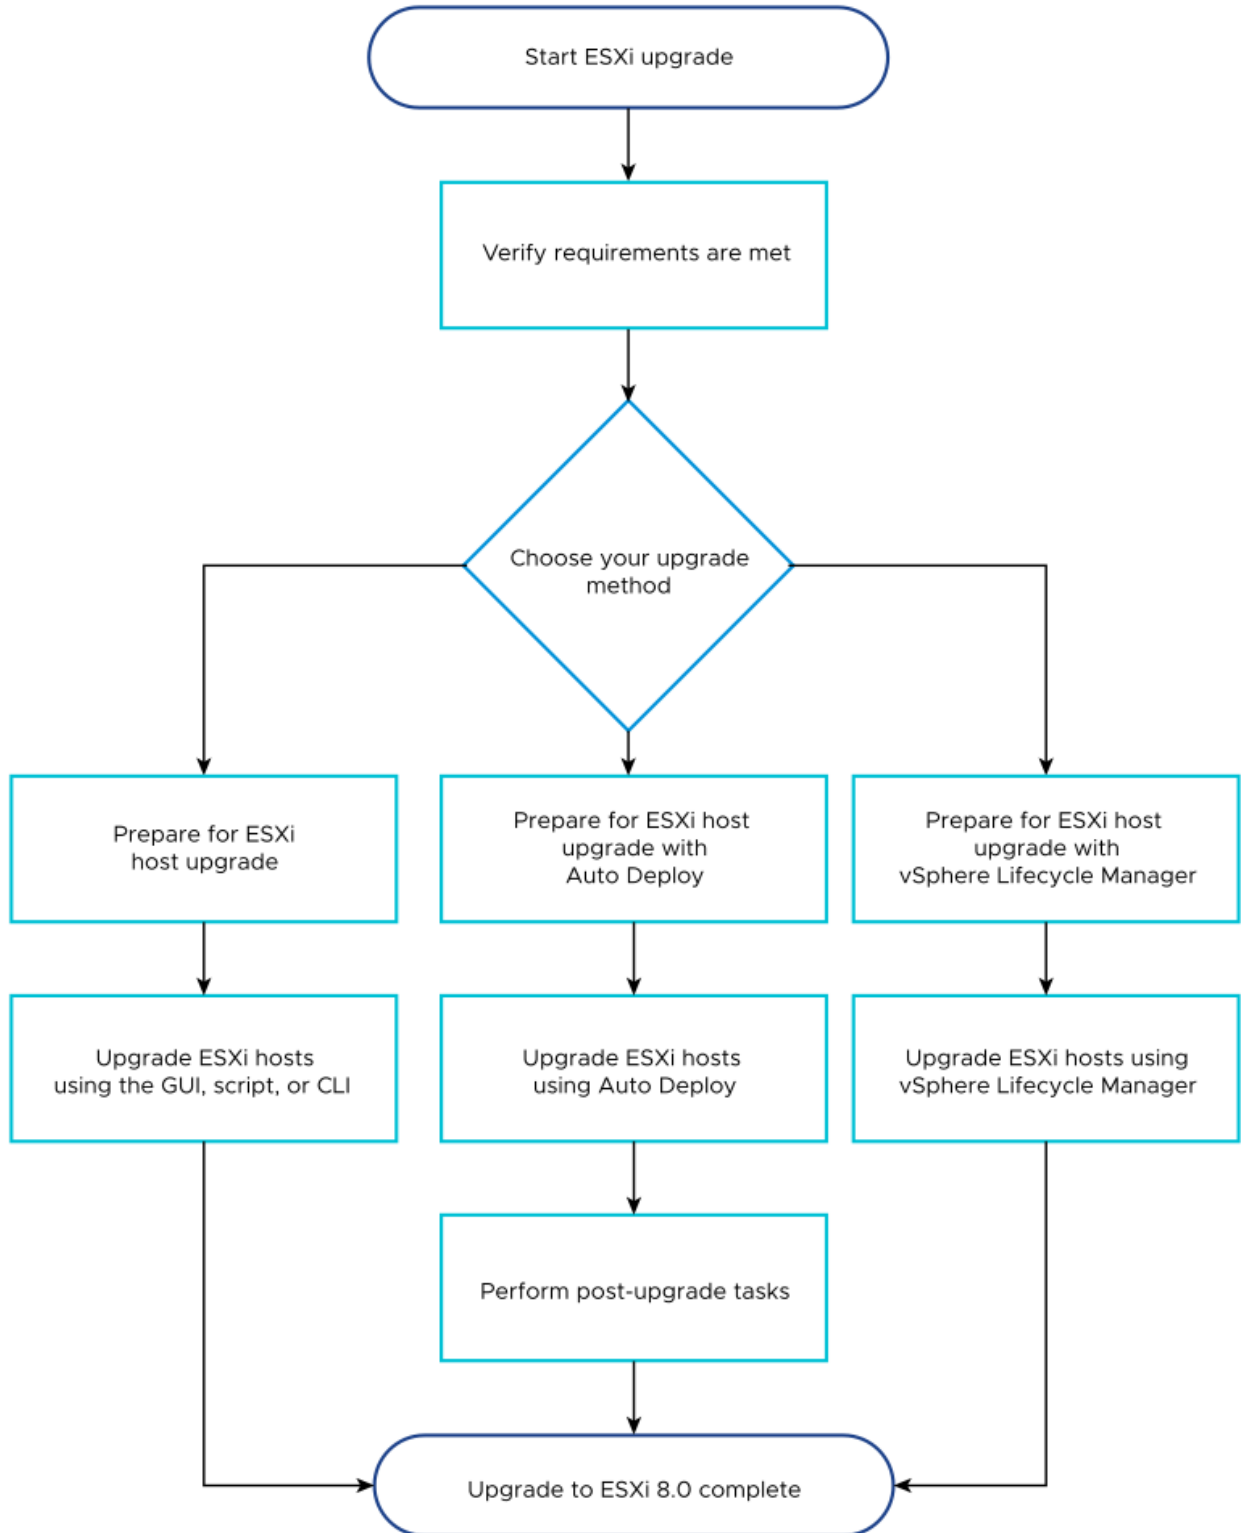 Start ESXi upgrade
Verify requirements are met
Choose your upgrade
method
Prepare for ESXi
host upgrade
Prepare for ESXi host
upgrade with
Auto Deploy
Prepare for ESXi host
upgrade with
vSphere Lifecycle Manager
Upgrade ESXi hosts
using the GUI, script, or CLI
Upgrade ESXi hosts
using Auto Deploy
Upgrade ESXi hosts using
vSphere Lifecycle Manager
Perform post-upgrade tasks
Upgrade to ESXi 8.0 complete